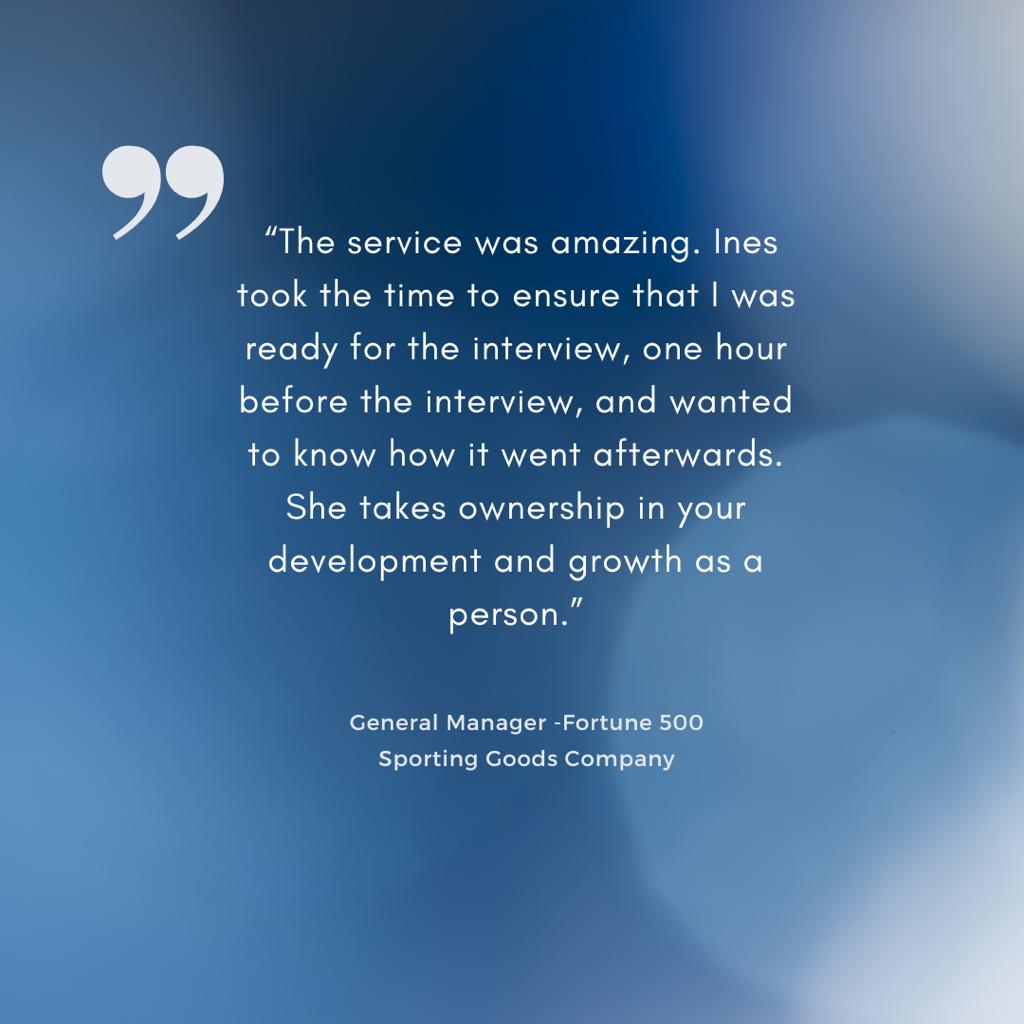 ”
“The service was amazing. Ines
took the time to ensure that I was
ready for the interview, one hour
before the interview, and wanted
to know how it went afterwards.
She takes ownership in your
development and growth as a
person.”
General Manager -Fortune 500
Sporting Goods Company